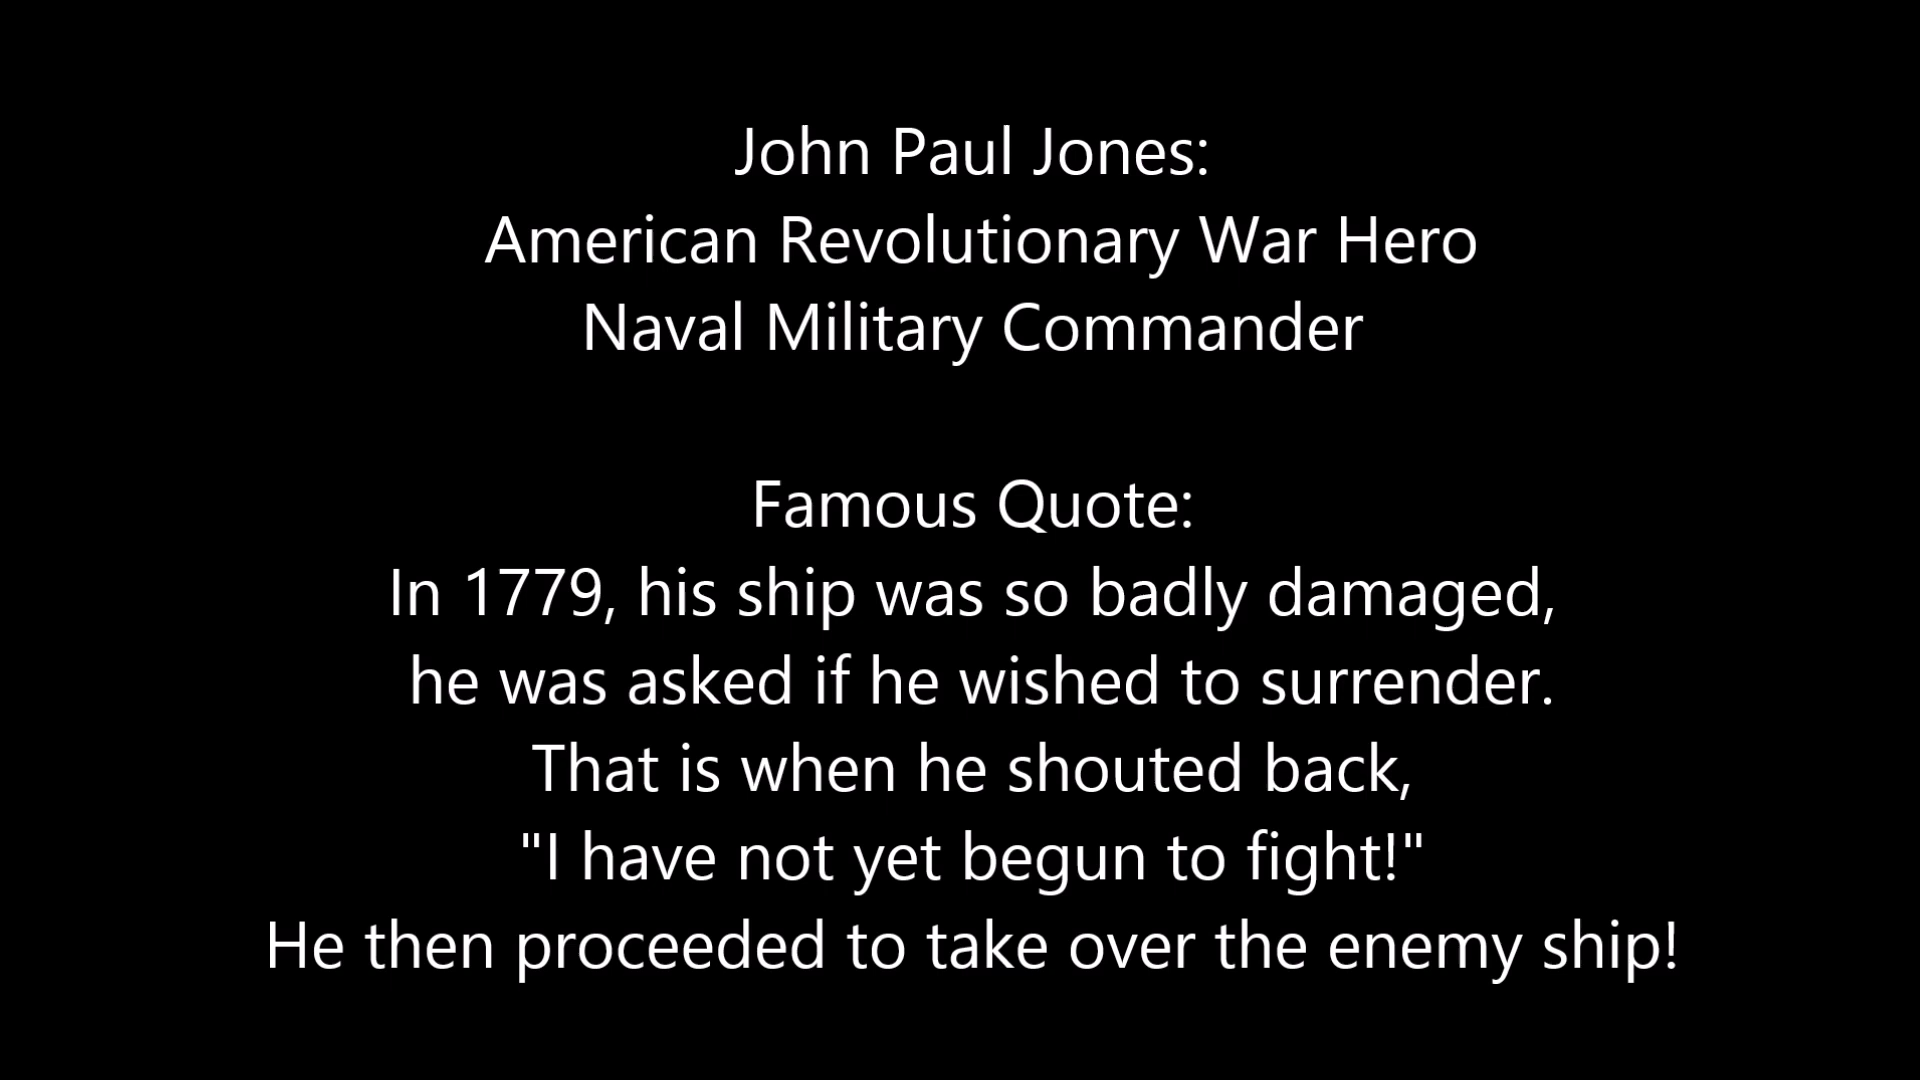 John Paul Jones:
American Revolutionary War Hero
Naval Military Commander
Famous Quote:
In 1779, his ship was so badly damaged,
he was asked if he wished to surrender.
That is when he shouted back,
"I have not yet begun to fight!"
He then proceeded to take over the enemy ship!